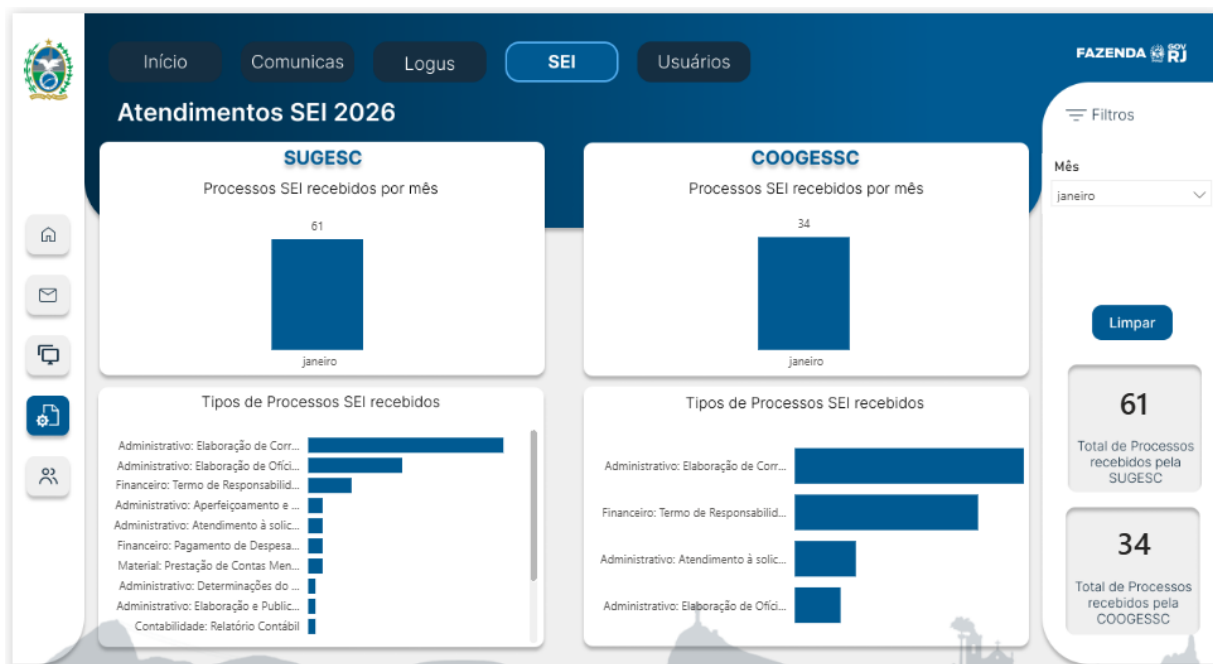 Início
Comunicas
Logus
SEI
Usuários
FAZENDA GOV RJ
Atendimentos SEI 2026
Filtros
Mês
janeiro
Limpar
SUGESC
Processos SEI recebidos por mês
61
janeiro
COOGESSC
Processos SEI recebidos por mês
34
janeiro
Tipos de Processos SEI recebidos
Administrativo: Elaboração de Corr...
Administrativo: Elaboração de Ofíci...
Financeiro: Termo de Responsabilid...
Administrativo: Aperfeiçoamento e ...
Administrativo: Atendimento à solic...
Financeiro: Pagamento de Despesa...
Material: Prestação de Contas Men...
Administrativo: Determinações do ...
Administrativo: Elaboração e Public...
Contabilidade: Relatório Contábil
Tipos de Processos SEI recebidos
Administrativo: Elaboração de Corr...
Financeiro: Termo de Responsabilid...
Administrativo: Atendimento à solic...
Administrativo: Elaboração de Ofíci...
61
Total de Processos
recebidos pela
SUGESC
34
Total de Processos
recebidos pela
COOGESSC